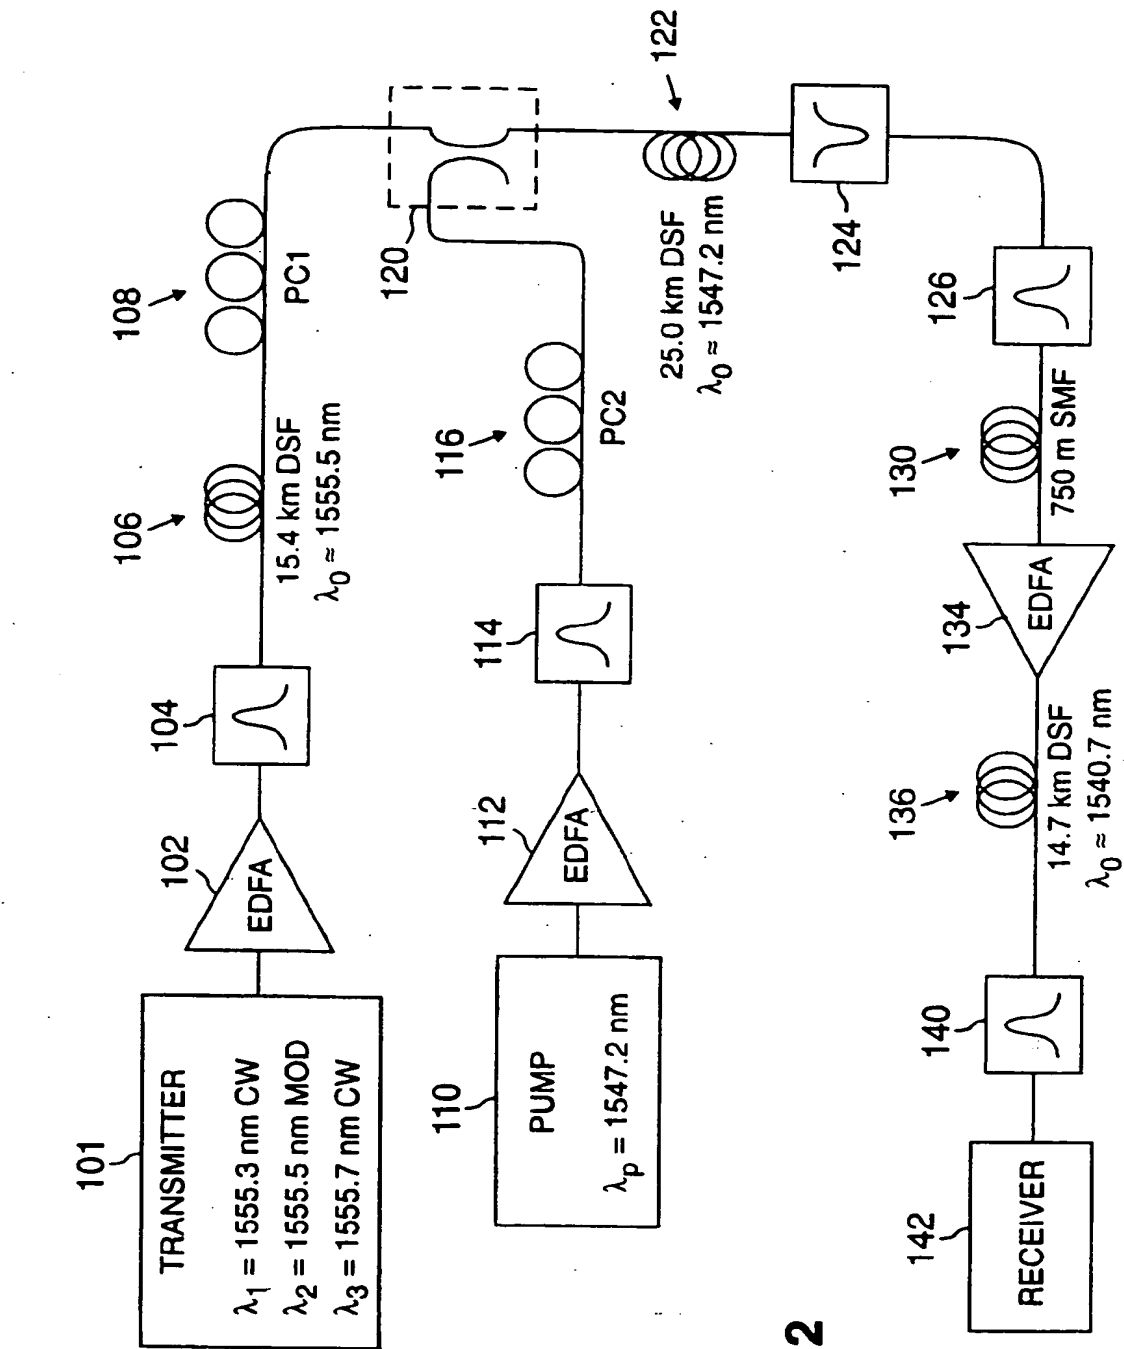 101
TRANSMITTER
λ1 = 1555.3 nm CW
λ2 = 1555.5 nm MOD
λ3 = 1555.7 nm CW
102
EDFA
104
106
15.4 km DSF
λ0 ≈ 1555.5 nm
108
PC1
110
PUMP
λp = 1547.2 nm
112
EDFA
114
116
PC2
120
122
25.0 km DSF
λ0 ≈ 1547.2 nm
124
126
130
750 m SMF
134
EDFA
136
14.7 km DSF
λ0 ≈ 1540.7 nm
140
142
RECEIVER
2